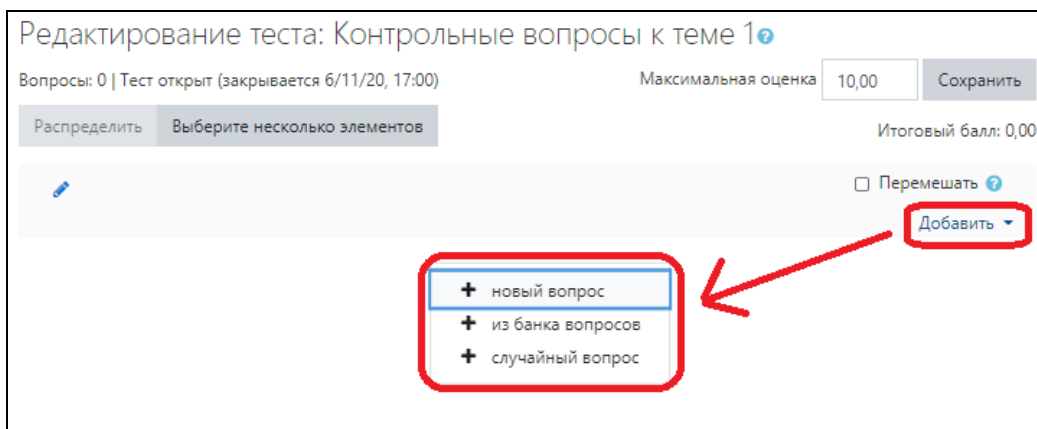 Редактирование теста: Контрольные вопросы к теме 1
Вопросы: 0 | Тест открыт (закрывается 6/11/20, 17:00)
Максимальная оценка 10,00 Сохранить
Распределить Выберите несколько элементов
Итоговый балл: 0,00
Перемешать
Добавить
+ новый вопрос
+ из банка вопросов
+ случайный вопрос